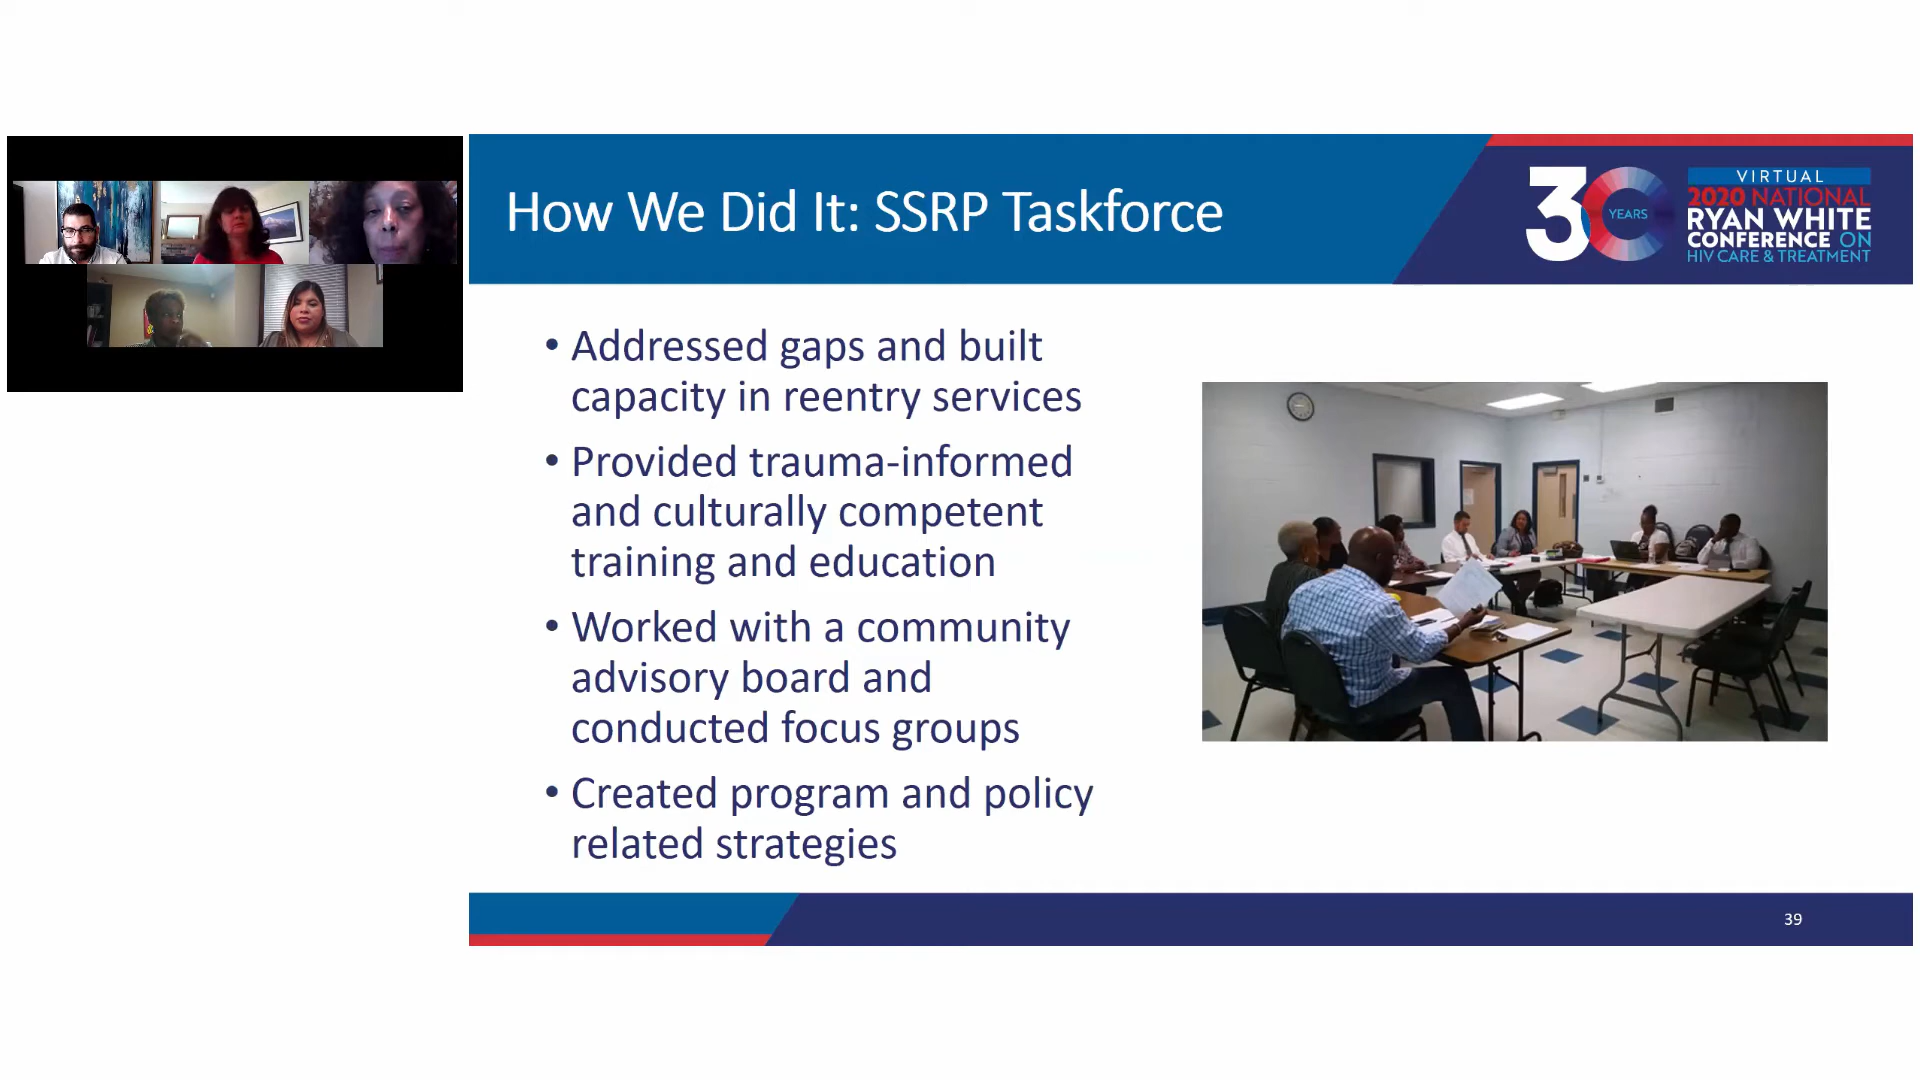 How We Did It: SSRP Taskforce
30
YEARS
VIRTUAL
2020 NATIONAL
RYAN WHITE
CONFERENCE ON
HIV CARE & TREATMENT
• Addressed gaps and built
capacity in reentry services
• Provided trauma-informed
and culturally competent
training and education
• Worked with a community
advisory board and
conducted focus groups
• Created program and policy
related strategies
39